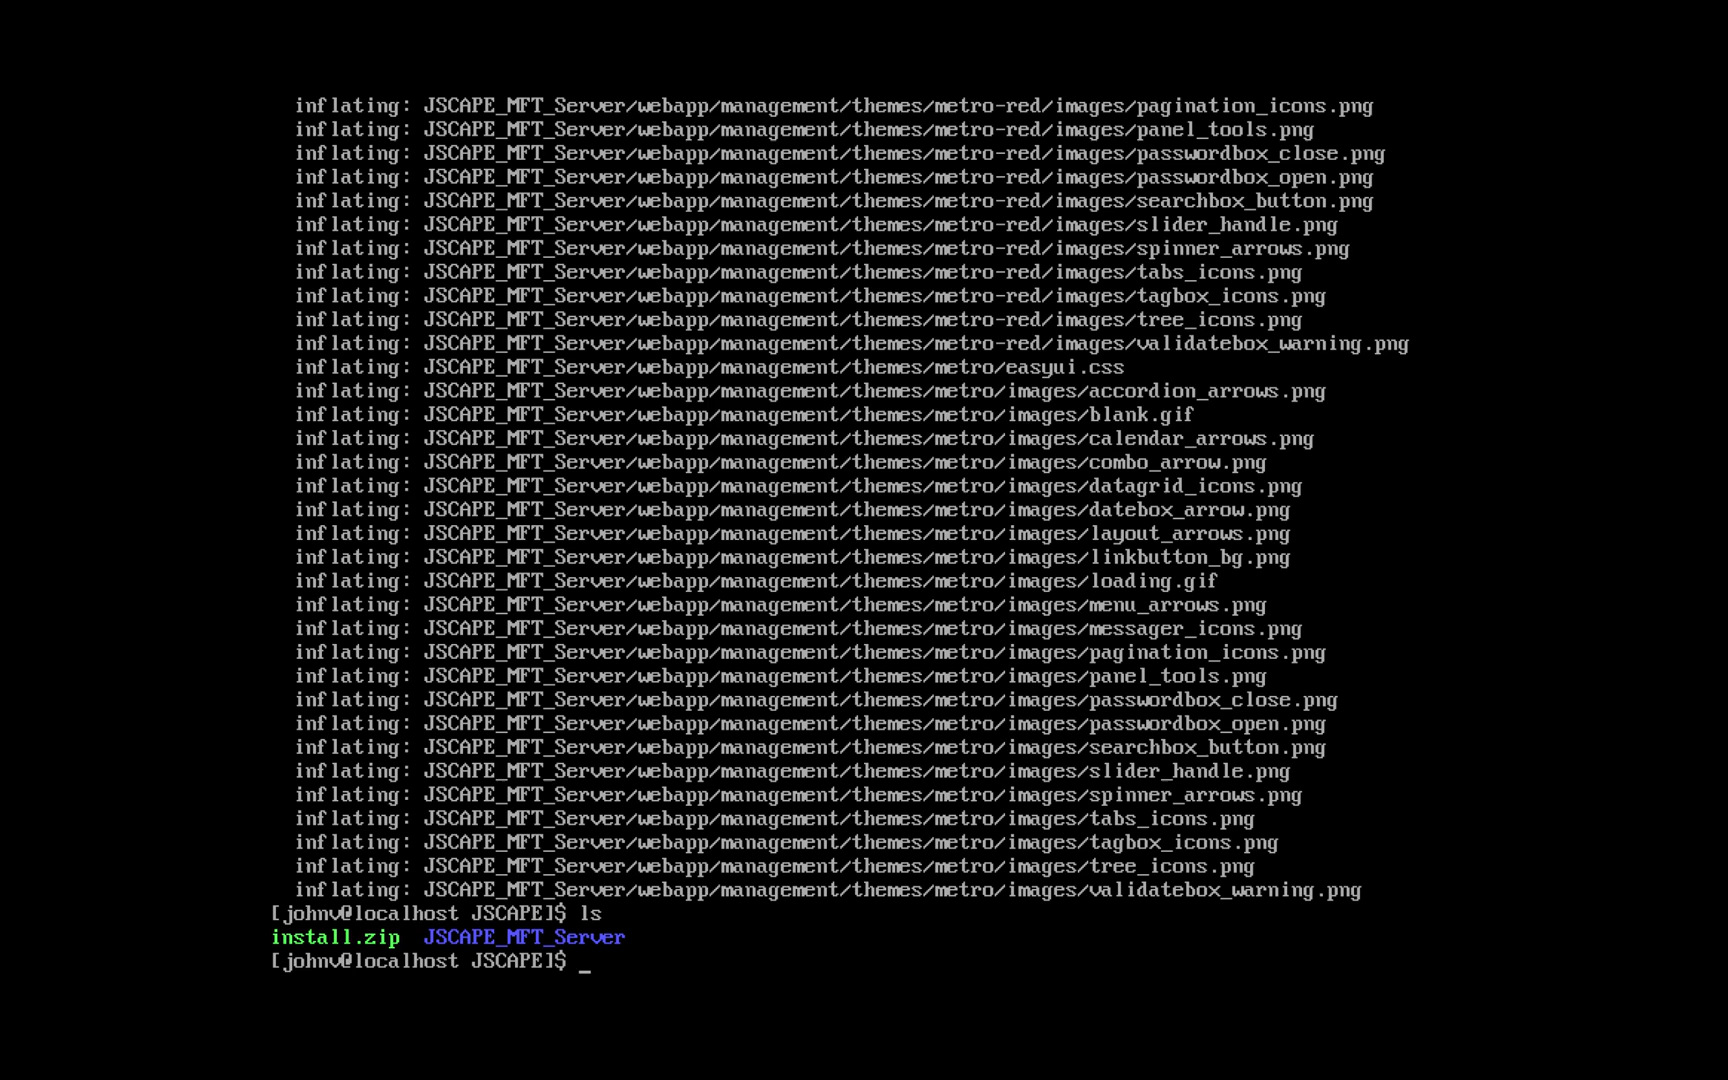 inflating: JSCAPE_MFT_Server/webapp/management/themes/metro-red/images/pagination_icons.png
inflating: JSCAPE_MFT_Server/webapp/management/themes/metro-red/images/panel_tools.png
inflating: JSCAPE_MFT_Server/webapp/management/themes/metro-red/images/passwordbox_close.png
inflating: JSCAPE_MFT_Server/webapp/management/themes/metro-red/images/passwordbox_open.png
inflating: JSCAPE_MFT_Server/webapp/management/themes/metro-red/images/searchbox_button.png
inflating: JSCAPE_MFT_Server/webapp/management/themes/metro-red/images/slider_handle.png
inflating: JSCAPE_MFT_Server/webapp/management/themes/metro-red/images/spinner_arrows.png
inflating: JSCAPE_MFT_Server/webapp/management/themes/metro-red/images/tabs_icons.png
inflating: JSCAPE_MFT_Server/webapp/management/themes/metro-red/images/tagbox_icons.png
inflating: JSCAPE_MFT_Server/webapp/management/themes/metro-red/images/tree_icons.png
inflating: JSCAPE_MFT_Server/webapp/management/themes/metro-red/images/validatebox_warning.png
inflating: JSCAPE_MFT_Server/webapp/management/themes/metro/easyui.css
inflating: JSCAPE_MFT_Server/webapp/management/themes/metro/images/accordion_arrows.png
inflating: JSCAPE_MFT_Server/webapp/management/themes/metro/images/blank.gif
inflating: JSCAPE_MFT_Server/webapp/management/themes/metro/images/calendar_arrows.png
inflating: JSCAPE_MFT_Server/webapp/management/themes/metro/images/combo_arrow.png
inflating: JSCAPE_MFT_Server/webapp/management/themes/metro/images/datagrid_icons.png
inflating: JSCAPE_MFT_Server/webapp/management/themes/metro/images/datebox_arrow.png
inflating: JSCAPE_MFT_Server/webapp/management/themes/metro/images/layout_arrows.png
inflating: JSCAPE_MFT_Server/webapp/management/themes/metro/images/linkbutton_bg.png
inflating: JSCAPE_MFT_Server/webapp/management/themes/metro/images/loading.gif
inflating: JSCAPE_MFT_Server/webapp/management/themes/metro/images/menu_arrows.png
inflating: JSCAPE_MFT_Server/webapp/management/themes/metro/images/messager_icons.png
inflating: JSCAPE_MFT_Server/webapp/management/themes/metro/images/pagination_icons.png
inflating: JSCAPE_MFT_Server/webapp/management/themes/metro/images/panel_tools.png
inflating: JSCAPE_MFT_Server/webapp/management/themes/metro/images/passwordbox_close.png
inflating: JSCAPE_MFT_Server/webapp/management/themes/metro/images/passwordbox_open.png
inflating: JSCAPE_MFT_Server/webapp/management/themes/metro/images/searchbox_button.png
inflating: JSCAPE_MFT_Server/webapp/management/themes/metro/images/slider_handle.png
inflating: JSCAPE_MFT_Server/webapp/management/themes/metro/images/spinner_arrows.png
inflating: JSCAPE_MFT_Server/webapp/management/themes/metro/images/tabs_icons.png
inflating: JSCAPE_MFT_Server/webapp/management/themes/metro/images/tagbox_icons.png
inflating: JSCAPE_MFT_Server/webapp/management/themes/metro/images/tree_icons.png
inflating: JSCAPE_MFT_Server/webapp/management/themes/metro/images/validatebox_warning.png
[johnv@localhost JSCAPE]$ ls
install.zip JSCAPE_MFT_Server
[johnv@localhost JSCAPE]$ _